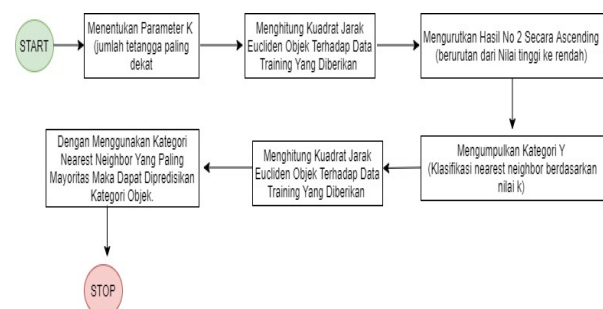 START
Menentukan Parameter K
(jumlah tetangga paling
dekat
Menghitung Kuadrat Jarak
Eucliden Objek Terhadap Data
Training Yang Diberikan
Mengurutkan Hasil No 2 Secara Ascending
(berurutan dari Nilai tinggi ke rendah)
Mengumpulkan Kategori Y
(Klasifikasi nearest neighbor berdasarkan
nilai k)
Menghitung Kuadrat Jarak
Eucliden Objek Terhadap Data
Training Yang Diberikan
Dengan Menggunakan Kategori
Nearest Neighbor Yang Paling
Mayoritas Maka Dapat Dipredisikan
Kategori Objek.
STOP